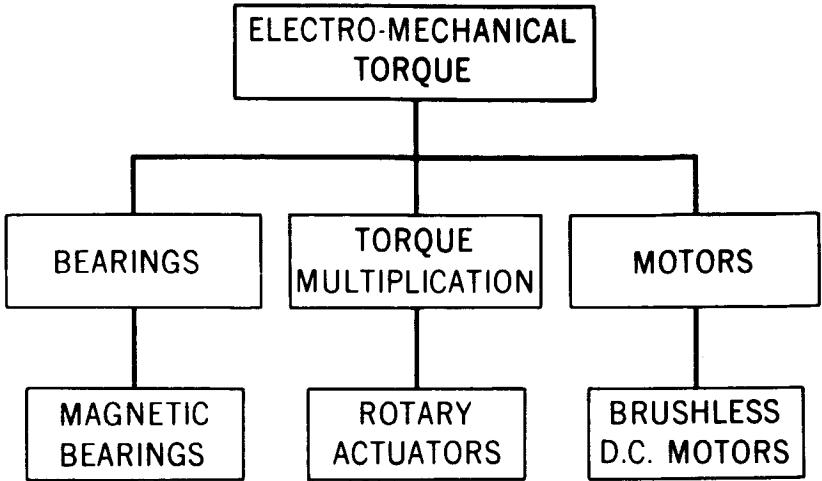 ELECTRO-MECHANICAL
TORQUE
BEARINGS
TORQUE
MULTIPLICATION
MOTORS
MAGNETIC
BEARINGS
ROTARY
ACTUATORS
BRUSHLESS
D.C. MOTORS